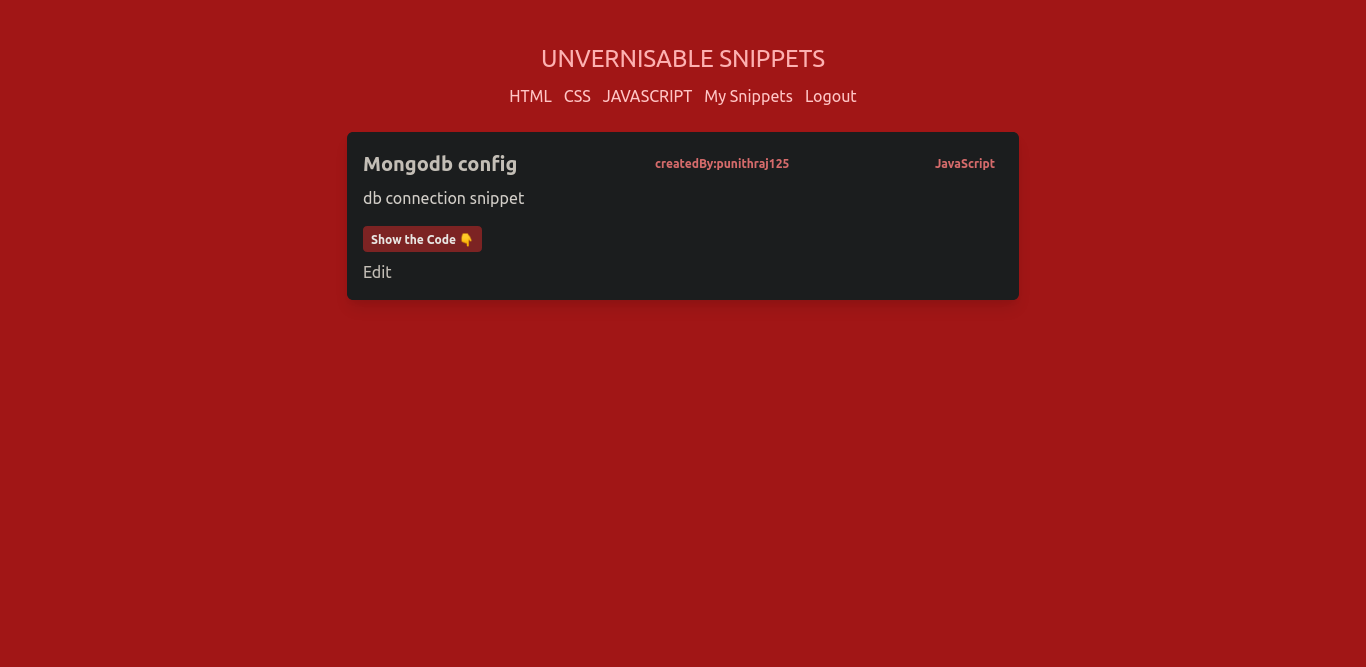 UNVERNISABLE SNIPPETS
HTML CSS JAVASCRIPT My Snippets Logout
Mongodb config createdBy:punithraj125 JavaScript
db connection snippet
Show the Code 👇
Edit